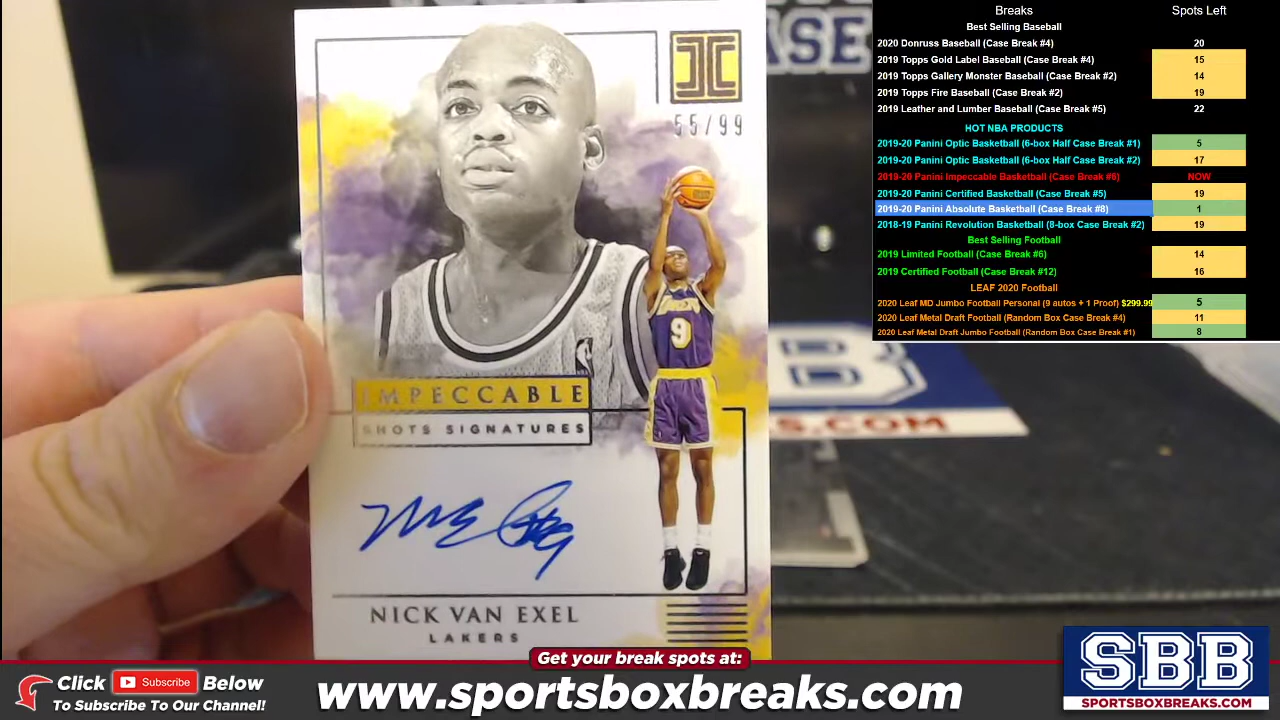 ASE
55/99
9
IMPECCABLE
SHOTS SIGNATURES
NICK VAN EXEL
LAKERS
Breaks Spots Left
Best Selling Baseball
2020 Donruss Baseball (Case Break #4) 20
2019 Topps Gold Label Baseball (Case Break #4) 15
2019 Topps Gallery Monster Baseball (Case Break #2) 14
2019 Topps Fire Baseball (Case Break #2) 19
2019 Leather and Lumber Baseball (Case Break #5) 22
HOT NBA PRODUCTS
2019-20 Panini Optic Basketball (6-box Half Case Break #1) 5
2019-20 Panini Optic Basketball (6-box Half Case Break #2) 17
2019-20 Panini Impeccable Basketball (Case Break #6) NOW
2019-20 Panini Certified Basketball (Case Break #5) 19
2019-20 Panini Absolute Basketball (Case Break #8) 1
2018-19 Panini Revolution Basketball (8-box Case Break #2) 19
Best Selling Football
2019 Limited Football (Case Break #6) 14
2019 Certified Football (Case Break #12) 16
LEAF 2020 Football
2020 Leaf MD Jumbo Football Personal (9 autos + 1 Proof) $299.99 5
2020 Leaf Metal Draft Football (Random Box Case Break #4) 11
2020 Leaf Metal Draft Jumbo Football (Random Box Case Break #1) 8
B
S.COM
Get your break spots at:
Click Subscribe Below
To Subscribe To Our Channel!
www.sportsboxbreaks.com
SBB
SPORTSBOXBREAKS.COM